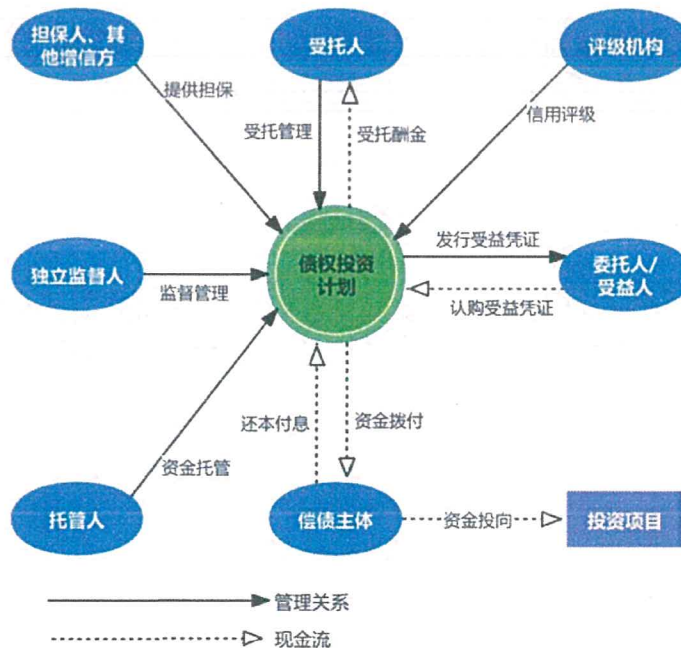 担保人、其
他增信方
受托人
评级机构
提供担保
受托管理
受托酬金
信用评级
独立监督人
监督管理
债权投资
计划
发行受益凭证
认购受益凭证
委托人/
受益人
还本付息
资金拨付
资金托管
托管人
偿债主体
资金投向
投资项目
管理关系
现金流